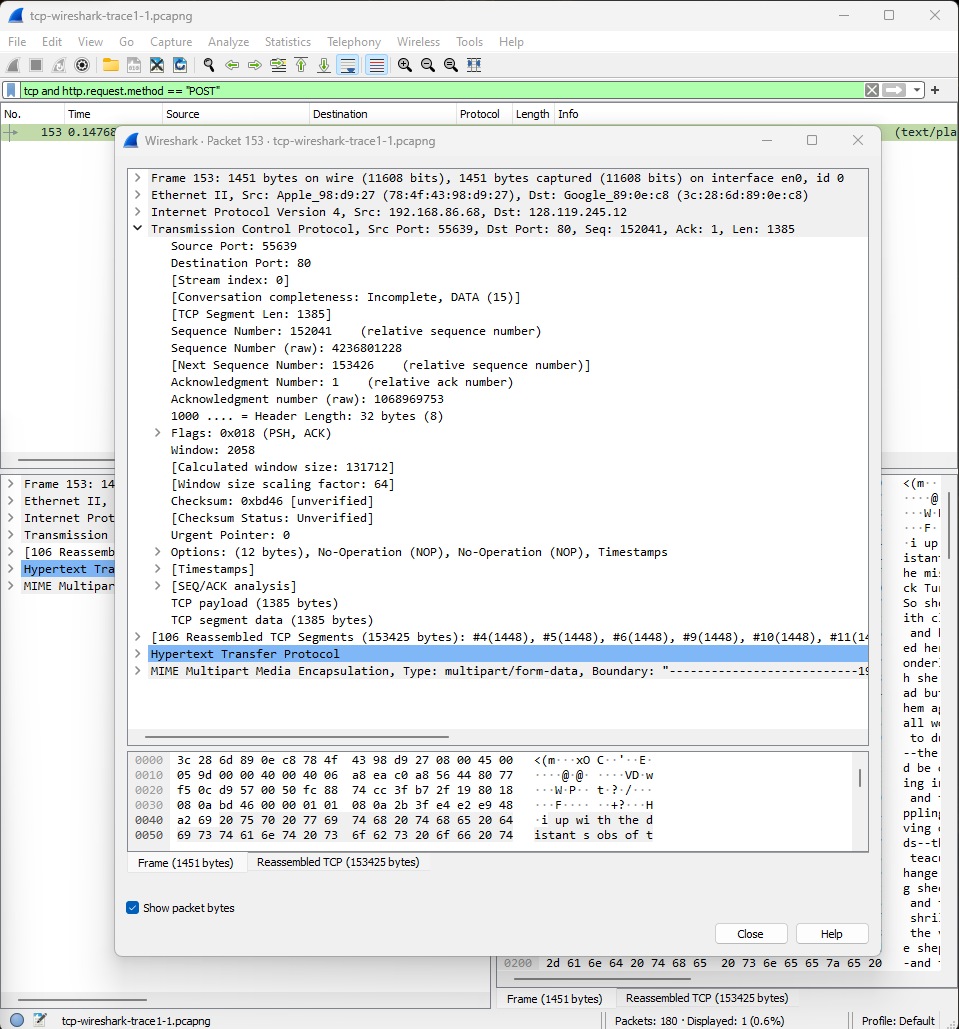 tcp-wireshark-trace1-1.pcapng
File Edit View Go Capture Analyze Statistics Telephony Wireless Tools Help
tcp and http.request.method == "POST"
No. Time Source Destination Protocol Length Info
153 0.14768 (text/pla
Wireshark · Packet 153 · tcp-wireshark-trace1-1.pcapng
Frame 153: 1451 bytes on wire (11608 bits), 1451 bytes captured (11608 bits) on interface en0, id 0
Ethernet II, Src: Apple_98:d9:27 (78:4f:43:98:d9:27), Dst: Google_89:0e:c8 (3c:28:6d:89:0e:c8)
Internet Protocol Version 4, Src: 192.168.86.68, Dst: 128.119.245.12
Transmission Control Protocol, Src Port: 55639, Dst Port: 80, Seq: 152041, Ack: 1, Len: 1385
Source Port: 55639
Destination Port: 80
[Stream index: 0]
[Conversation completeness: Incomplete, DATA (15)]
[TCP Segment Len: 1385]
Sequence Number: 152041    (relative sequence number)
Sequence Number (raw): 4236801228
[Next Sequence Number: 153426    (relative sequence number)]
Acknowledgment Number: 1    (relative ack number)
Acknowledgment number (raw): 1068969753
1000 .... = Header Length: 32 bytes (8)
Flags: 0x018 (PSH, ACK)
Window: 2058
[Calculated window size: 131712]
[Window size scaling factor: 64]
Checksum: 0xbd46 [unverified]
[Checksum Status: Unverified]
Urgent Pointer: 0
Options: (12 bytes), No-Operation (NOP), No-Operation (NOP), Timestamps
[Timestamps]
[SEQ/ACK analysis]
TCP payload (1385 bytes)
TCP segment data (1385 bytes)
[106 Reassembled TCP Segments (153425 bytes): #4(1448), #5(1448), #6(1448), #9(1448), #10(1448), #11(14
Hypertext Transfer Protocol
MIME Multipart Media Encapsulation, Type: multipart/form-data, Boundary: "---------------------------19
0000 3c 28 6d 89 0e c8 78 4f 43 98 d9 27 08 00 45 00 <(m···xO C··'··E·
0010 05 9d 00 00 40 00 40 06 a8 ea c0 a8 56 44 80 77 ····@·@· ····VD·w
0020 f5 0c d9 57 00 50 fc 88 74 cc 3f b7 2f 19 80 18 ···W·P·· t·?·/···
0030 08 0a bd 46 00 00 01 01 08 0a 2b 3f e4 e2 e9 48 ···F···· ··+?···H
0040 a2 69 20 75 70 20 77 69 74 68 20 74 68 65 20 64 ·i up wi th the d
0050 69 73 74 61 6e 74 20 73 6f 62 73 20 6f 66 20 74 istant s obs of t
Frame (1451 bytes) Reassembled TCP (153425 bytes)
Show packet bytes
Close Help
Frame 153: 14
Ethernet II,
Internet Prot
Transmission
[106 Reassemb
Hypertext Tra
MIME Multipar
<(m··
····@
···W·
···F·
·i up
istant
he mis
ck Tur
So she
ith cl
and h
ed her
onderl
h she
ad but
hem ag
all wo
to du
--the
d be q
ing in
and t
ppling
ving o
ds--th
teacu
hange
g shee
and t
shril
the v
e shep
0200 2d 61 6e 64 20 74 68 65 20 73 6e 65 65 7a 65 20 -and t
Frame (1451 bytes) Reassembled TCP (153425 bytes)
tcp-wireshark-trace1-1.pcapng Packets: 180 · Displayed: 1 (0.6%) Profile: Default